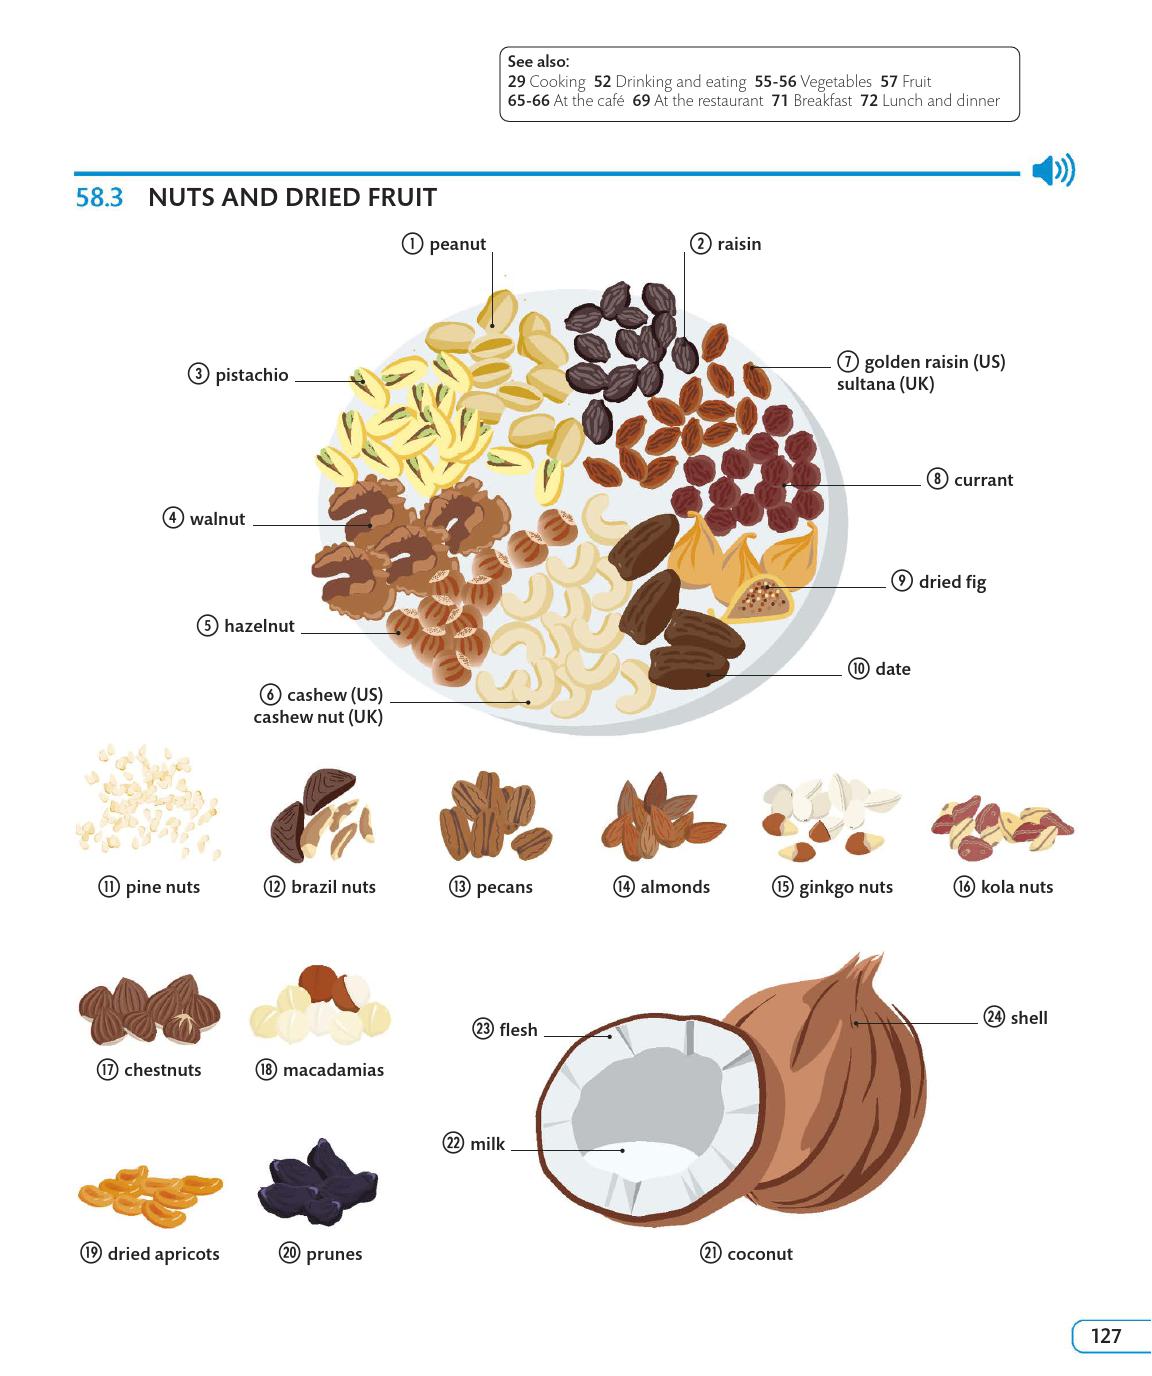 See also:
29 Cooking 52 Drinking and eating 55-56 Vegetables 57 Fruit
65-66 At the café 69 At the restaurant 71 Breakfast 72 Lunch and dinner
58.3 NUTS AND DRIED FRUIT
1 peanut
2 raisin
3 pistachio
4 walnut
5 hazelnut
6 cashew (US)
cashew nut (UK)
7 golden raisin (US)
sultana (UK)
8 currant
9 dried fig
10 date
11 pine nuts
12 brazil nuts
13 pecans
14 almonds
15 ginkgo nuts
16 kola nuts
17 chestnuts
18 macadamias
19 dried apricots
20 prunes
23 flesh
24 shell
22 milk
21 coconut
127